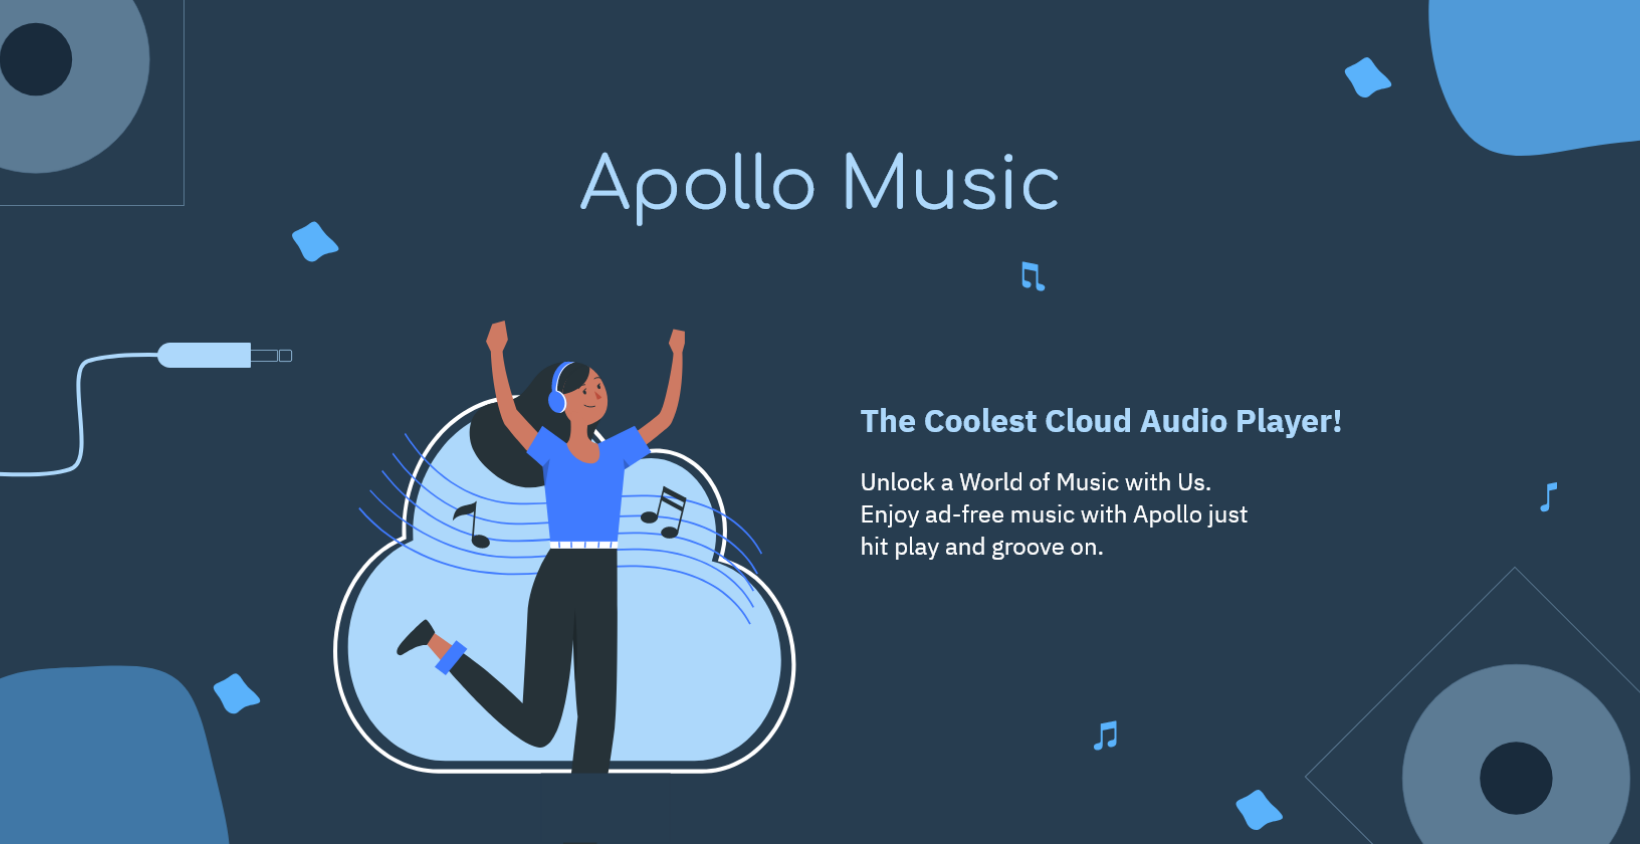 Apollo Music
The Coolest Cloud Audio Player!
Unlock a World of Music with Us.
Enjoy ad-free music with Apollo just
hit play and groove on.